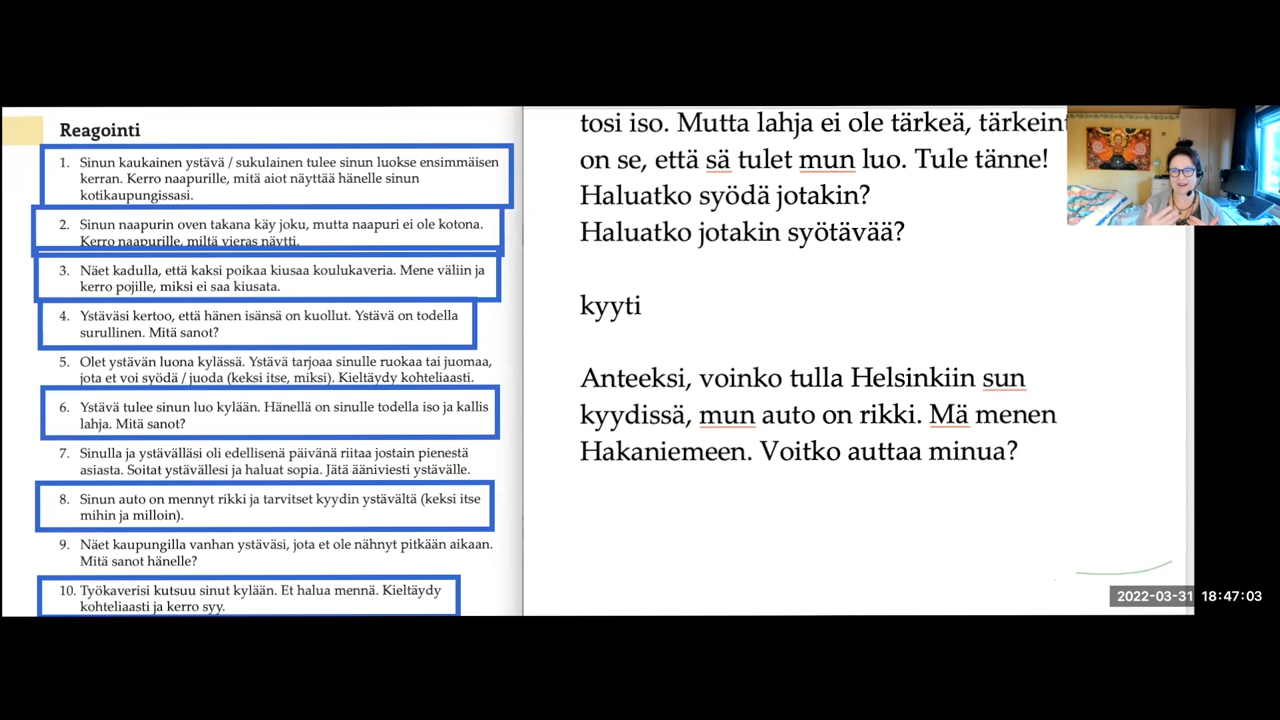 Reagointi
1. Sinun kaukainen ystävä / sukulainen tulee sinun luokse ensimmäisen
kerran. Kerro naapurille, mitä aiot näyttää hänelle sinun
kotikaupungissasi.
2. Sinun naapurin oven takana käy joku, mutta naapuri ei ole kotona.
Kerro naapurille, miltä vieras näytti.
3. Näet kadulla, että kaksi poikaa kiusaa koulukaveria. Mene väliin ja
kerro pojille, miksi ei saa kiusata.
4. Ystäväsi kertoo, että hänen isänsä on kuollut. Ystävä on todella
surullinen. Mitä sanot?
5. Olet ystävän luona kylässä. Ystävä tarjoaa sinulle ruokaa tai juomaa,
jota et voi syödä / juoda (keksi itse, miksi). Kieltäydy kohteliaasti.
6. Ystävä tulee sinun luo kylään. Hänellä on sinulle todella iso ja kallis
lahja. Mitä sanot?
7. Sinulla ja ystävälläsi oli edellisenä päivänä riitaa jostain pienestä
asiasta. Soitat ystävällesi ja haluat sopia. Jätä ääniviesti ystävälle.
8. Sinun auto on mennyt rikki ja tarvitset kyydin ystävältä (keksi itse
mihin ja milloin).
9. Näet kaupungilla vanhan ystäväsi, jota et ole nähnyt pitkään aikaan.
Mitä sanot hänelle?
10. Työkaverisi kutsuu sinut kylään. Et halua mennä. Kieltäydy
kohteliaasti ja kerro syy.
tosi iso. Mutta lahja ei ole tärkeä, tärkeint
on se, että sä tulet mun luo. Tule tänne!
Haluatko syödä jotakin?
Haluatko jotakin syötävää?
kyyti
Anteeksi, voinko tulla Helsinkiin sun
kyydissä, mun auto on rikki. Mä menen
Hakaniemeen. Voitko auttaa minua?
2022-03-31 18:47:03